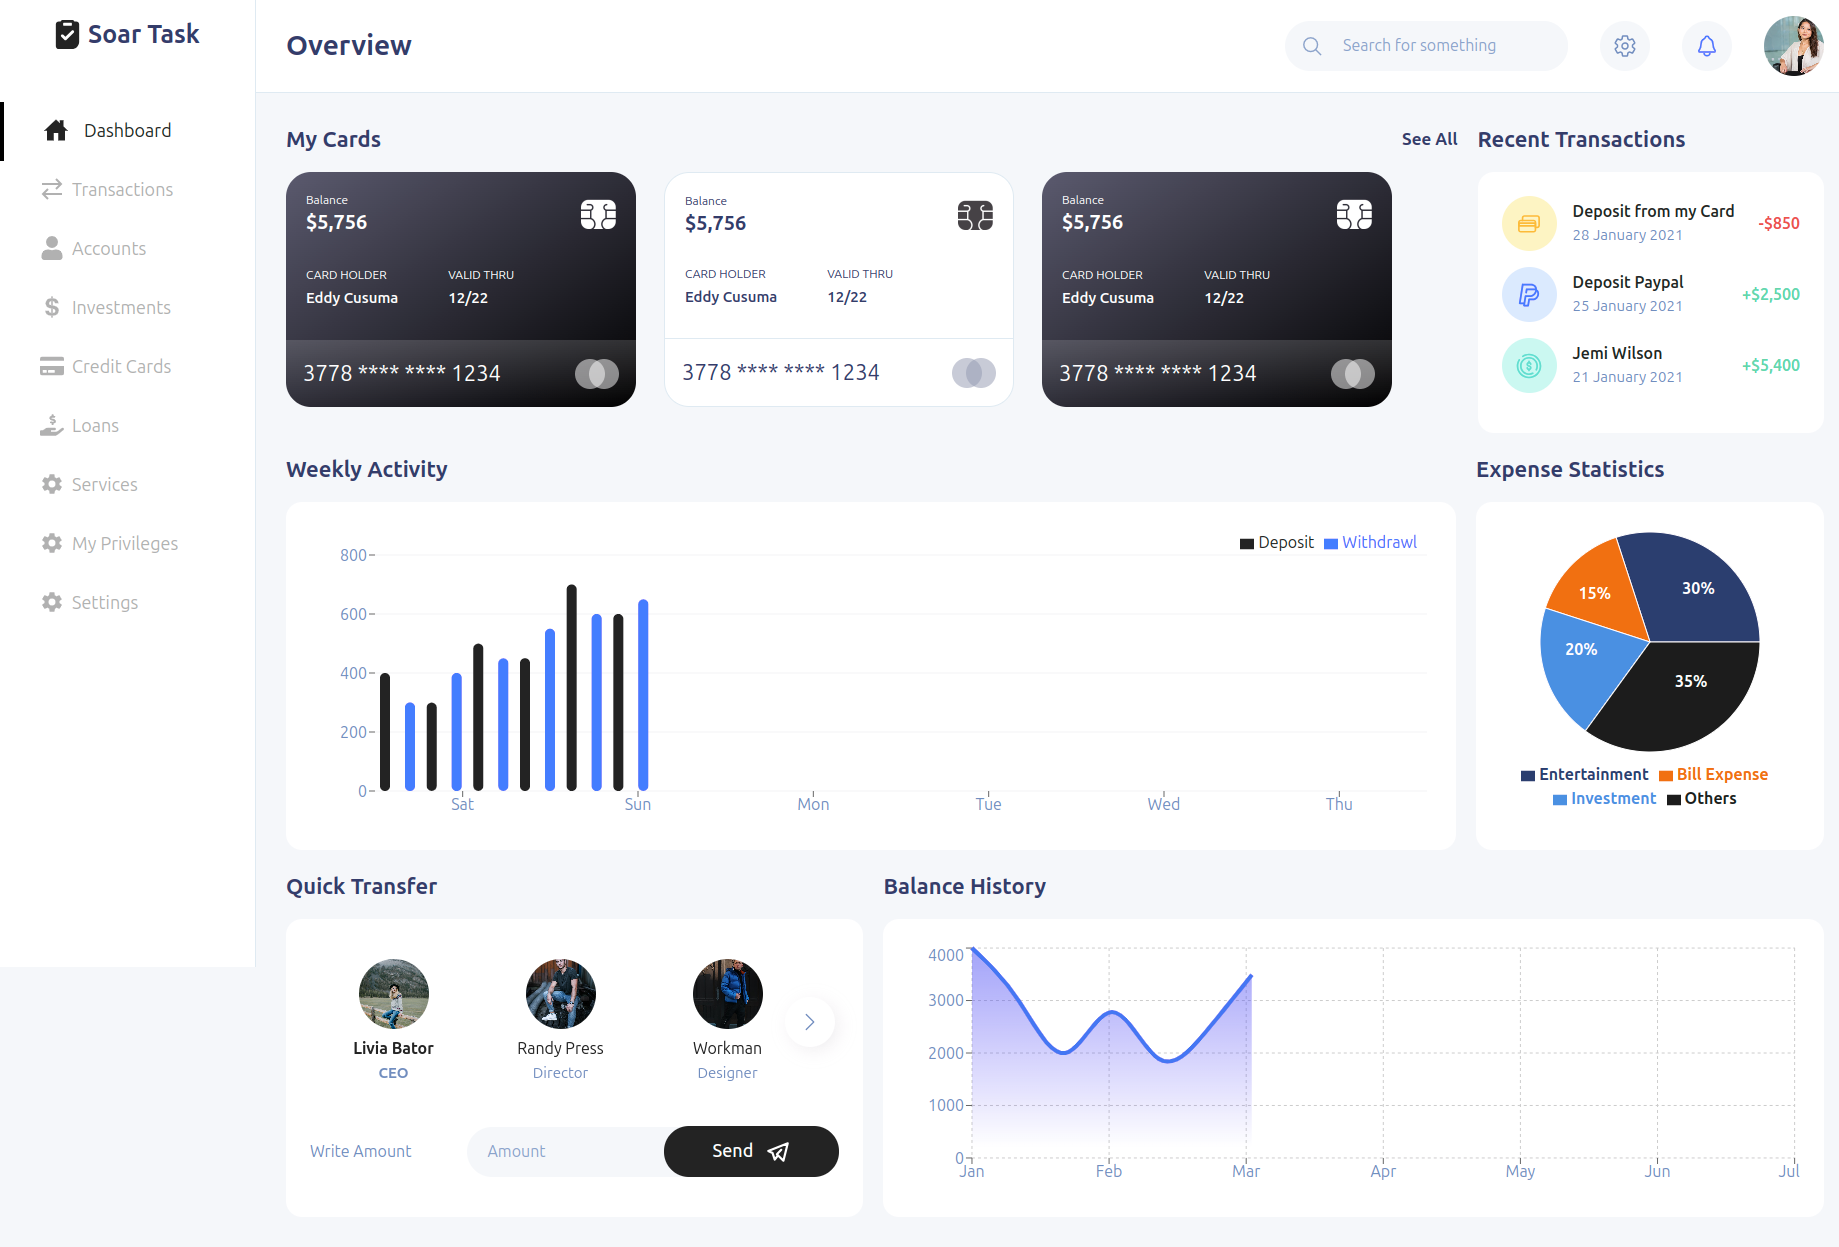 Soar Task
Overview
Search for something
Dashboard
Transactions
Accounts
Investments
Credit Cards
Loans
Services
My Privileges
Settings
My Cards
See All
Balance
$5,756
CARD HOLDER
VALID THRU
Eddy Cusuma
12/22
3778 **** **** 1234
Balance
$5,756
CARD HOLDER
VALID THRU
Eddy Cusuma
12/22
3778 **** **** 1234
Balance
$5,756
CARD HOLDER
VALID THRU
Eddy Cusuma
12/22
3778 **** **** 1234
Recent Transactions
Deposit from my Card
28 January 2021
-$850
Deposit Paypal
25 January 2021
+$2,500
Jemi Wilson
21 January 2021
+$5,400
Weekly Activity
Deposit Withdrawl
800
600
400
200
0
Sat Sun Mon Tue Wed Thu
Expense Statistics
30%
15%
20%
35%
Entertainment Bill Expense
Investment Others
Quick Transfer
Livia Bator
CEO
Randy Press
Director
Workman
Designer
Write Amount
Amount
Send
Balance History
4000
3000
2000
1000
0
Jan Feb Mar Apr May Jun Jul